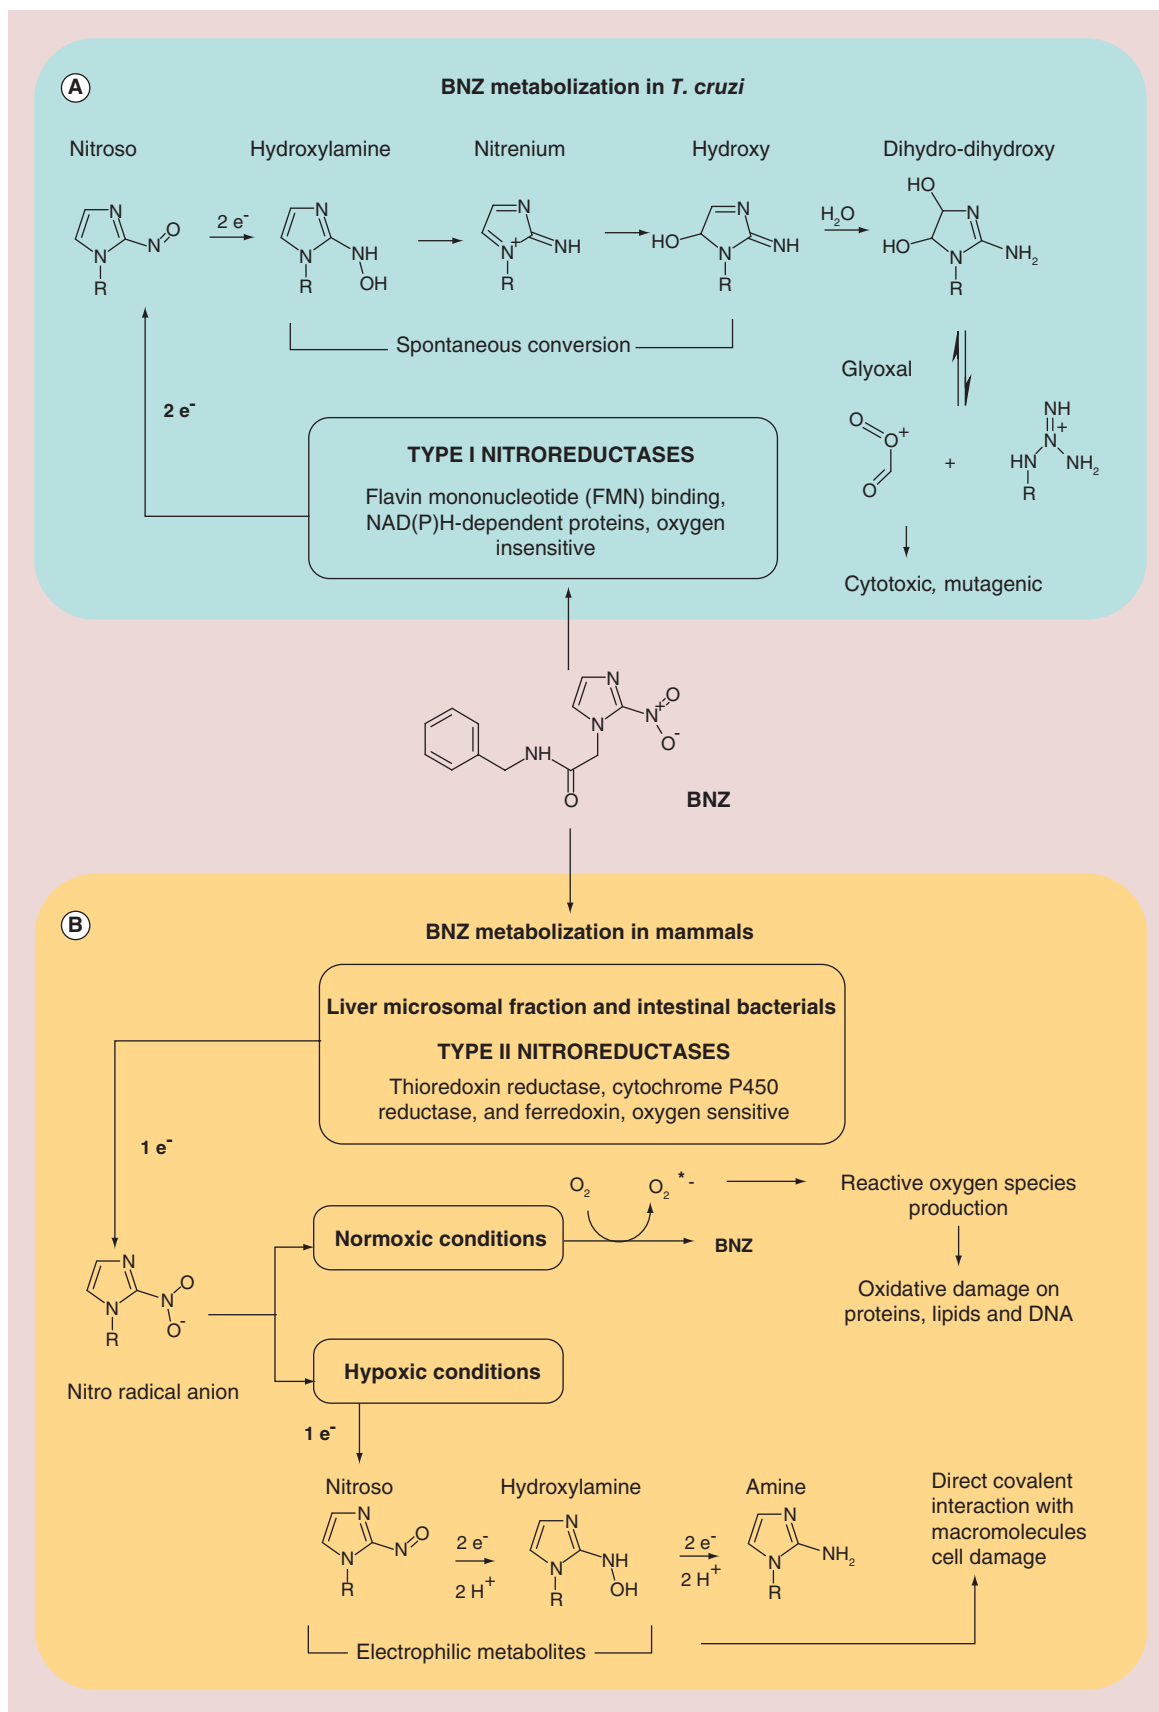 A
BNZ metabolization in T. cruzi
Nitroso
Hydroxylamine
Nitrenium
Hydroxy
Dihydro-dihydroxy
N
N
O
N
R
2 e-
N
NH
N
R
OH
N
NH
N+
R
N
HO
NH
N
R
H2O
HO
N
HO
N
NH2
R
Spontaneous conversion
Glyoxal
2 e-
TYPE I NITROREDUCTASES
Flavin mononucleotide (FMN) binding,
NAD(P)H-dependent proteins, oxygen
insensitive
O
O+
O
+
NH
N+
HN
NH2
R
Cytotoxic, mutagenic
N
O
N+
N
O-
NH
O
BNZ
B
BNZ metabolization in mammals
Liver microsomal fraction and intestinal bacterials
TYPE II NITROREDUCTASES
Thioredoxin reductase, cytochrome P450
reductase, and ferredoxin, oxygen sensitive
1 e-
O2
O2 *-
Reactive oxygen species
production
Normoxic conditions
BNZ
N
O
N
N
O-
R
Oxidative damage on
proteins, lipids and DNA
Nitro radical anion
Hypoxic conditions
1 e-
Nitroso
Hydroxylamine
Amine
Direct covalent
interaction with
macromolecules
cell damage
N
O
N
N
R
2 e-
2 H+
N
NH
N
OH
R
2 e-
2 H+
N
NH2
N
R
Electrophilic metabolites